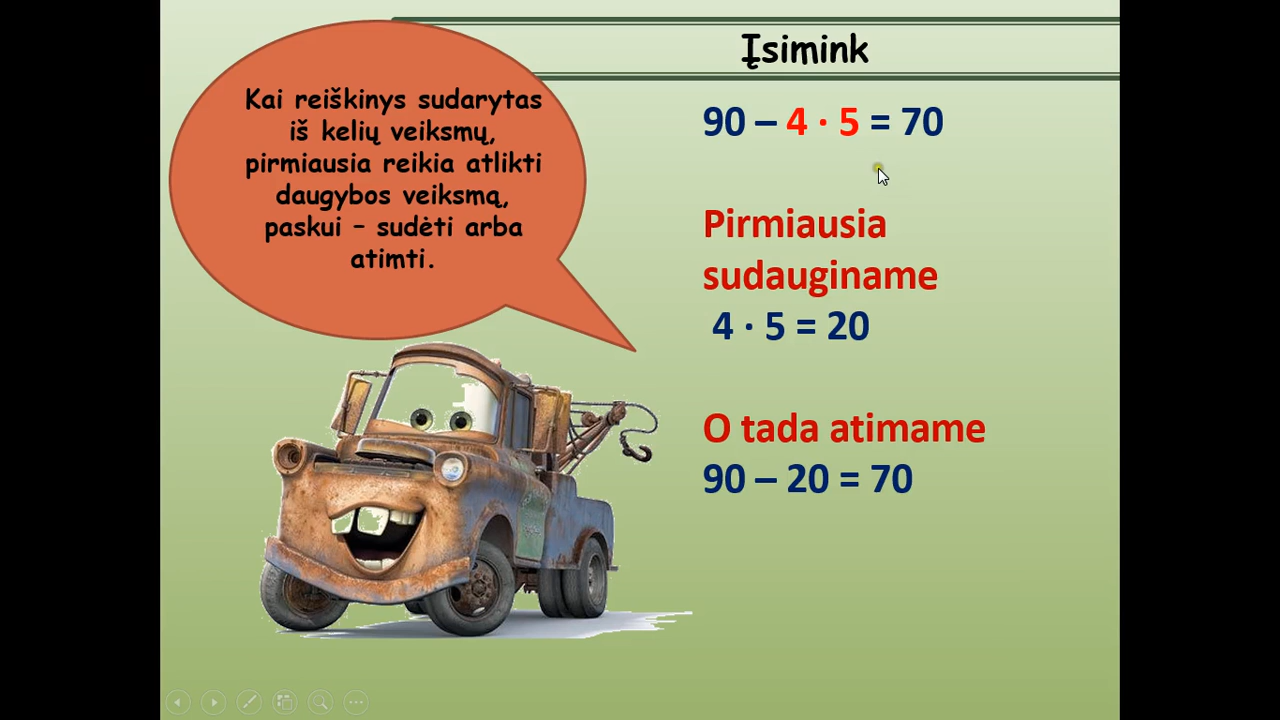 Įsimink
Kai reiškinys sudarytas
iš kelių veiksmų,
pirmiausia reikia atlikti
daugybos veiksmą,
paskui – sudėti arba
atimti.
90 – 4 · 5 = 70
Pirmiausia
sudauginame
4 · 5 = 20
O tada atimame
90 – 20 = 70